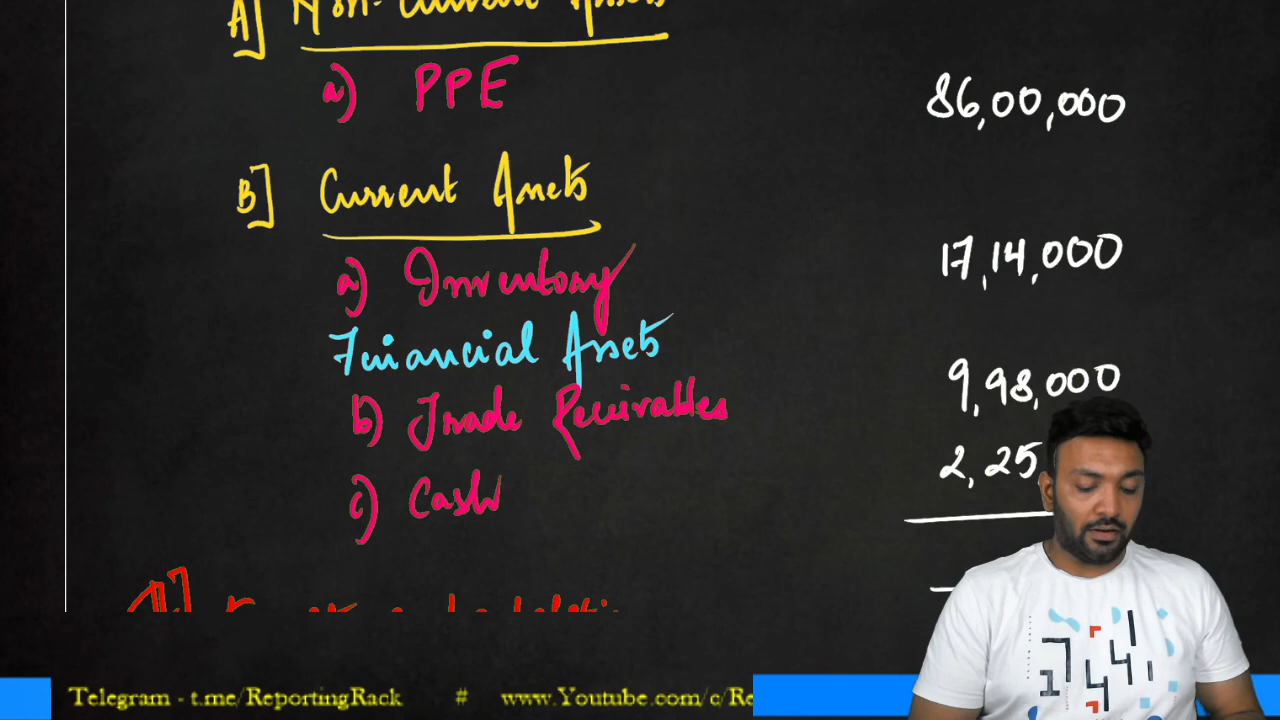 A] Non-Current Assets
a) PPE 86,00,000
B] Current Assets
a) Inventory 17,14,000
Financial Assets
b) Trade Receivables 9,98,000
c) Cash 2,25
Telegram - t.me/ReportingRack # www.Youtube.com/c/Re